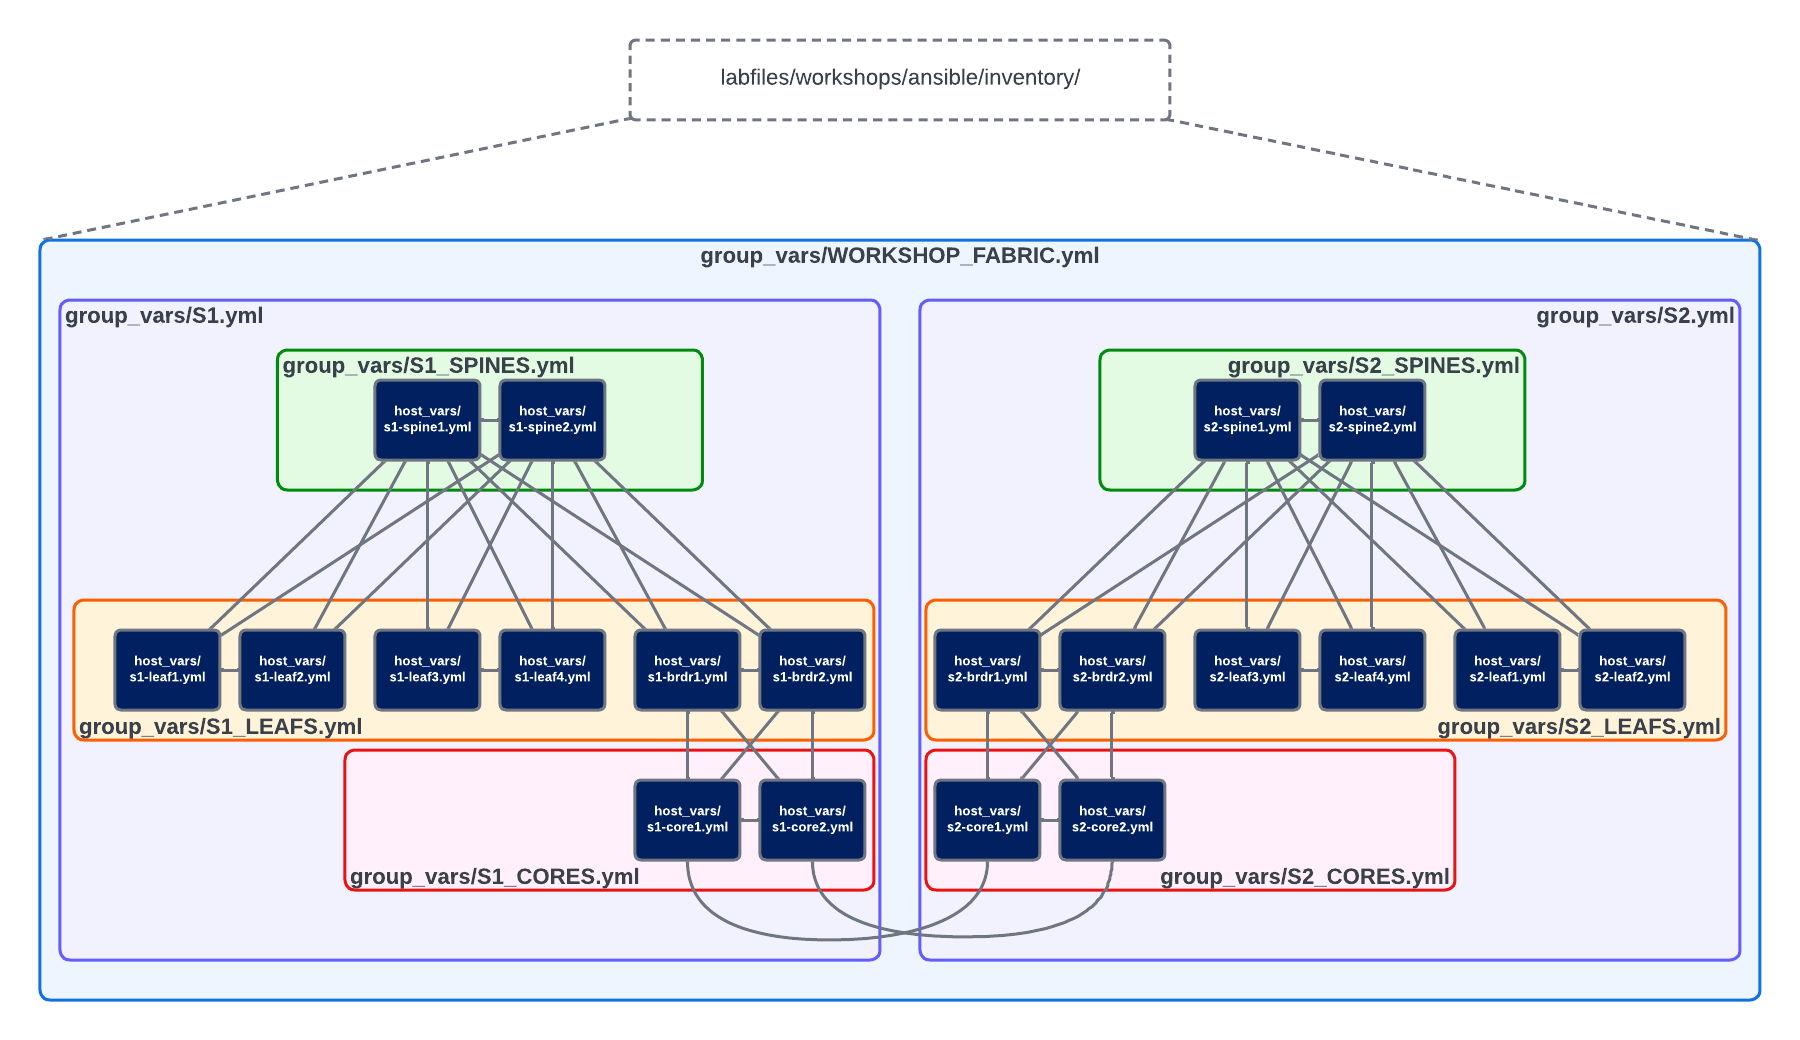 labfiles/workshops/ansible/inventory/
group_vars/WORKSHOP_FABRIC.yml
group_vars/S1.yml
group_vars/S1_SPINES.yml
host_vars/
s1-spine1.yml
host_vars/
s1-spine2.yml
host_vars/
s1-leaf1.yml
host_vars/
s1-leaf2.yml
host_vars/
s1-leaf3.yml
host_vars/
s1-leaf4.yml
host_vars/
s1-brdr1.yml
host_vars/
s1-brdr2.yml
group_vars/S1_LEAFS.yml
host_vars/
s1-core1.yml
host_vars/
s1-core2.yml
group_vars/S1_CORES.yml
group_vars/S2.yml
group_vars/S2_SPINES.yml
host_vars/
s2-spine1.yml
host_vars/
s2-spine2.yml
host_vars/
s2-brdr1.yml
host_vars/
s2-brdr2.yml
host_vars/
s2-leaf3.yml
host_vars/
s2-leaf4.yml
host_vars/
s2-leaf1.yml
host_vars/
s2-leaf2.yml
group_vars/S2_LEAFS.yml
host_vars/
s2-core1.yml
host_vars/
s2-core2.yml
group_vars/S2_CORES.yml